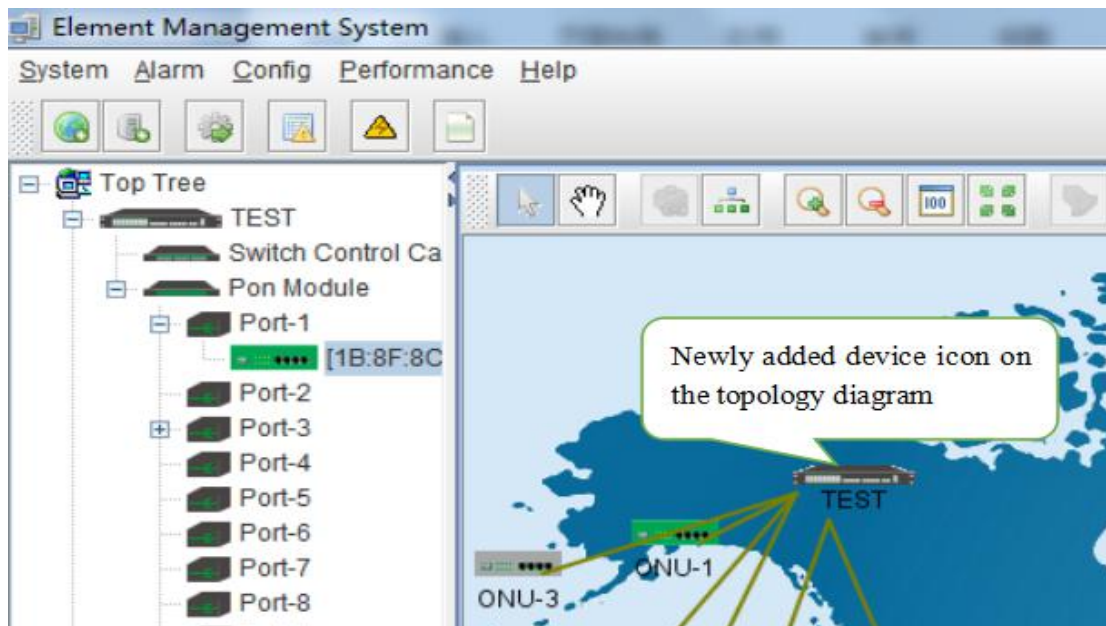 Element Management System
System Alarm Config Performance Help
Top Tree
TEST
Switch Control Ca
Pon Module
Port-1
[1B:8F:8C
Port-2
Port-3
Port-4
Port-5
Port-6
Port-7
Port-8
100
Newly added device icon on
the topology diagram
TEST
ONU-1
ONU-3